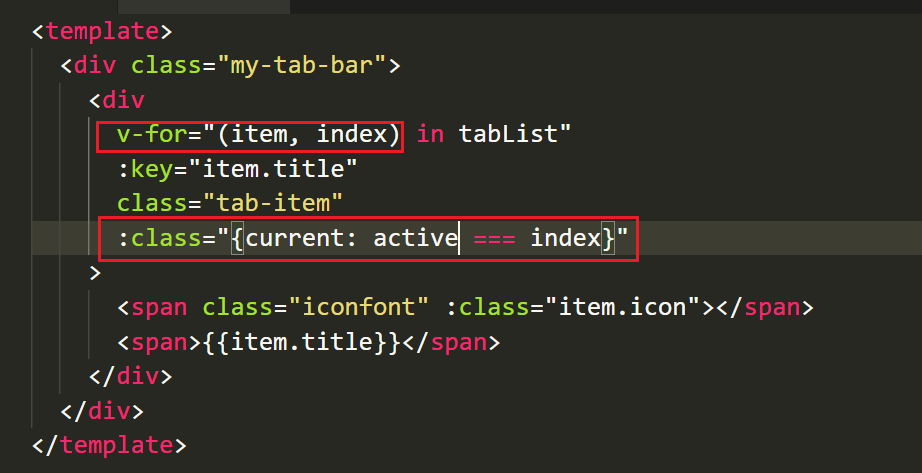 <template>
<div class="my-tab-bar">
<div
v-for="(item, index) in tabList"
:key="item.title"
class="tab-item"
:class="{current: active === index}"
>
<span class="iconfont" :class="item.icon"></span>
<span>{{item.title}}</span>
</div>
</div>
</template>